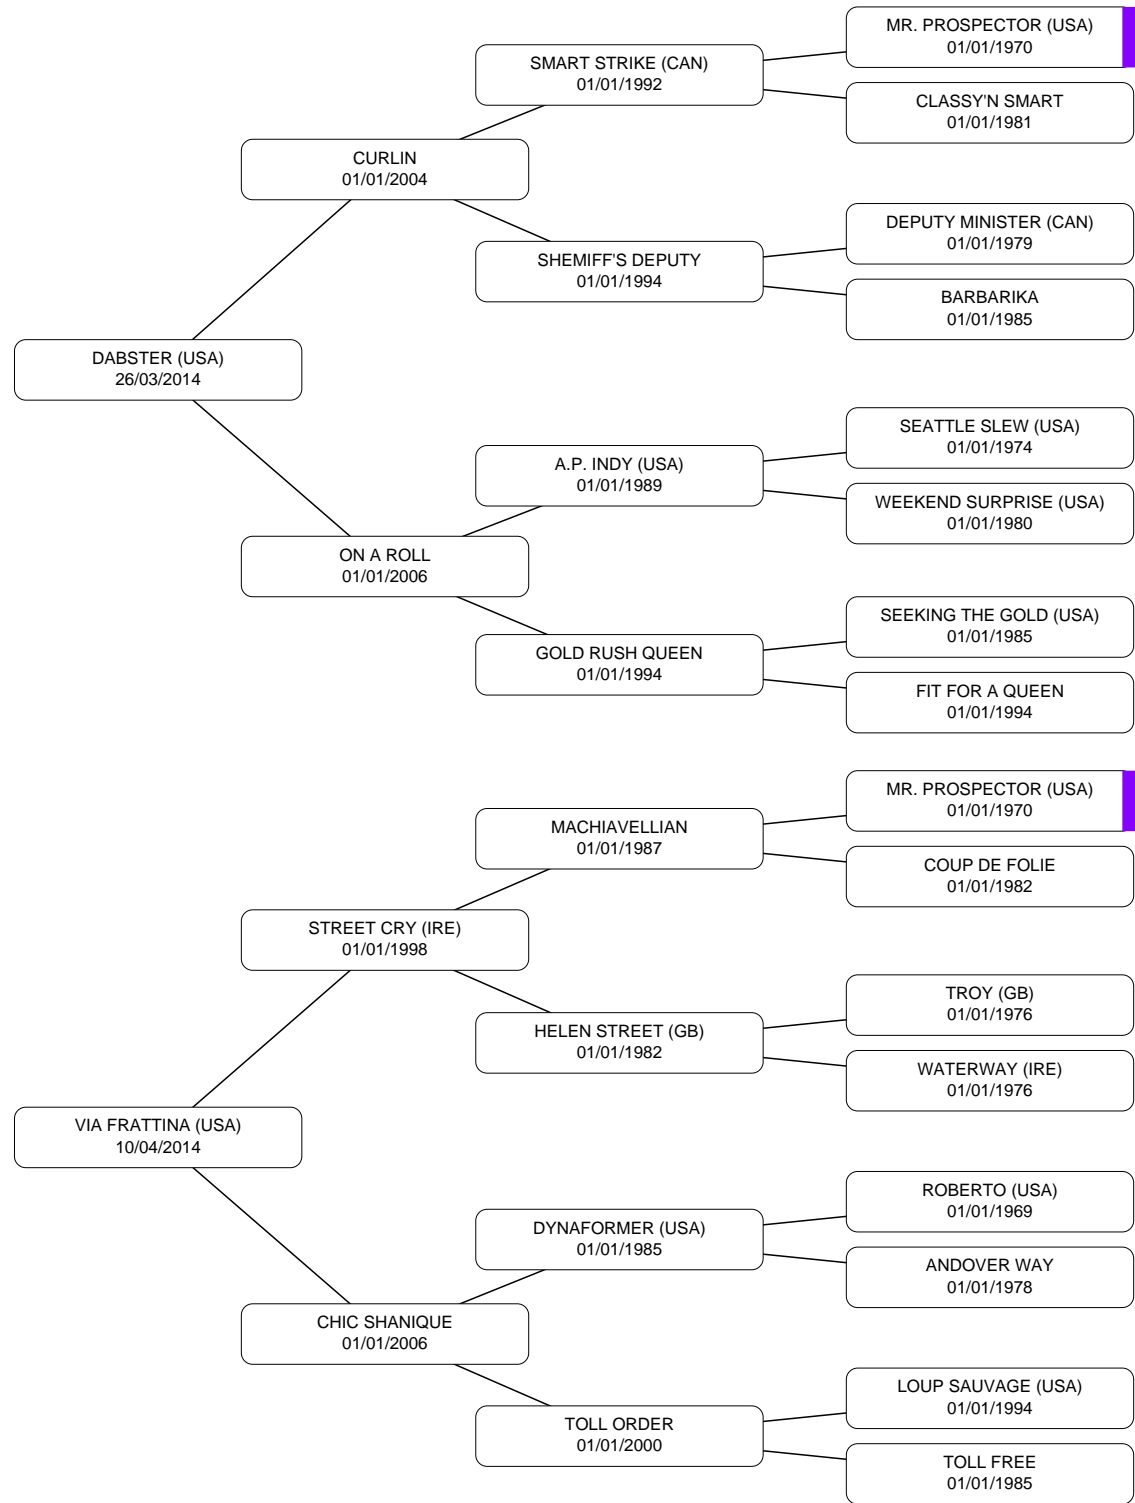 MR. PROSPECTOR (USA)
01/01/1970
SMART STRIKE (CAN)
01/01/1992
CLASSY'N SMART
01/01/1981
CURLIN
01/01/2004
DEPUTY MINISTER (CAN)
01/01/1979
SHEMIFF'S DEPUTY
01/01/1994
BARBARIKA
01/01/1985
DABSTER (USA)
26/03/2014
SEATTLE SLEW (USA)
01/01/1974
A.P. INDY (USA)
01/01/1989
WEEKEND SURPRISE (USA)
01/01/1980
ON A ROLL
01/01/2006
SEEKING THE GOLD (USA)
01/01/1985
GOLD RUSH QUEEN
01/01/1994
FIT FOR A QUEEN
01/01/1994
MR. PROSPECTOR (USA)
01/01/1970
MACHIAVELLIAN
01/01/1987
COUP DE FOLIE
01/01/1982
STREET CRY (IRE)
01/01/1998
TROY (GB)
01/01/1976
HELEN STREET (GB)
01/01/1982
WATERWAY (IRE)
01/01/1976
VIA FRATTINA (USA)
10/04/2014
ROBERTO (USA)
01/01/1969
DYNAFORMER (USA)
01/01/1985
ANDOVER WAY
01/01/1978
CHIC SHANIQUE
01/01/2006
LOUP SAUVAGE (USA)
01/01/1994
TOLL ORDER
01/01/2000
TOLL FREE
01/01/1985